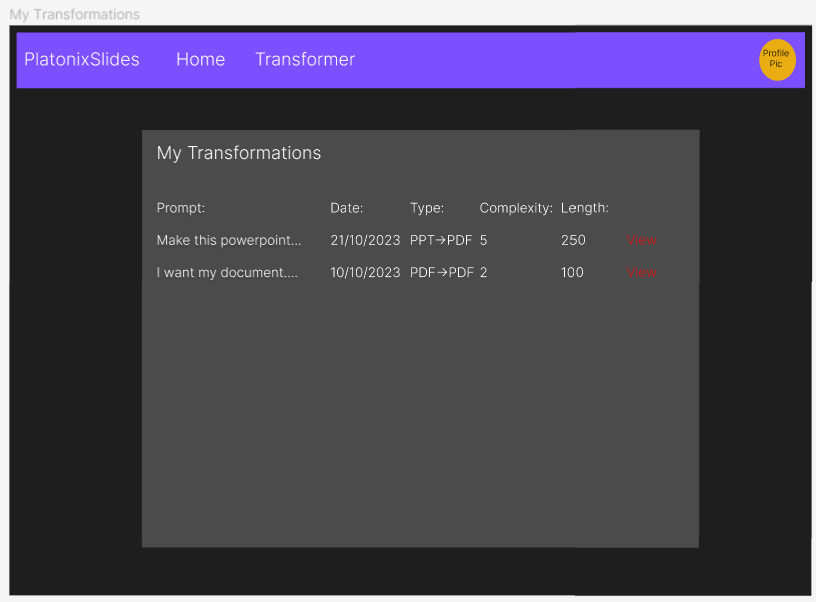 My Transformations
PlatonixSlides Home Transformer
Profile
Pic
My Transformations
Prompt: Date: Type: Complexity: Length:
Make this powerpoint... 21/10/2023 PPT→PDF 5 250 View
I want my document.... 10/10/2023 PDF→PDF 2 100 View